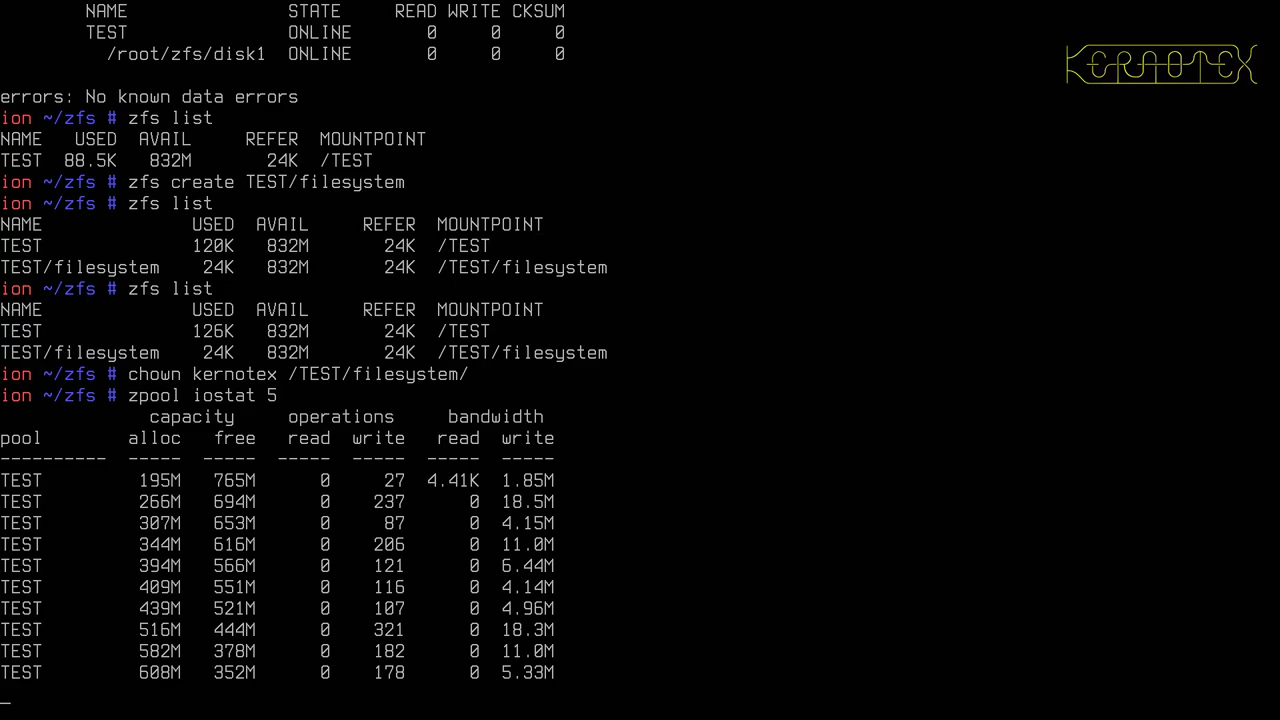 NAME STATE READ WRITE CKSUM
TEST ONLINE 0 0 0
/root/zfs/disk1 ONLINE 0 0 0
KERNOTEX
errors: No known data errors
ion ~/zfs # zfs list
NAME USED AVAIL REFER MOUNTPOINT
TEST 88.5K 832M 24K /TEST
ion ~/zfs # zfs create TEST/filesystem
ion ~/zfs # zfs list
NAME USED AVAIL REFER MOUNTPOINT
TEST 120K 832M 24K /TEST
TEST/filesystem 24K 832M 24K /TEST/filesystem
ion ~/zfs # zfs list
NAME USED AVAIL REFER MOUNTPOINT
TEST 126K 832M 24K /TEST
TEST/filesystem 24K 832M 24K /TEST/filesystem
ion ~/zfs # chown kernotex /TEST/filesystem/
ion ~/zfs # zpool iostat 5
capacity operations bandwidth
pool alloc free read write read write
---------- ----- ----- ----- ----- ----- -----
TEST 195M 765M 0 27 4.41K 1.85M
TEST 266M 694M 0 237 0 18.5M
TEST 307M 653M 0 87 0 4.15M
TEST 344M 616M 0 206 0 11.0M
TEST 394M 566M 0 121 0 6.44M
TEST 409M 551M 0 116 0 4.14M
TEST 439M 521M 0 107 0 4.96M
TEST 516M 444M 0 321 0 18.3M
TEST 582M 378M 0 182 0 11.0M
TEST 608M 352M 0 178 0 5.33M